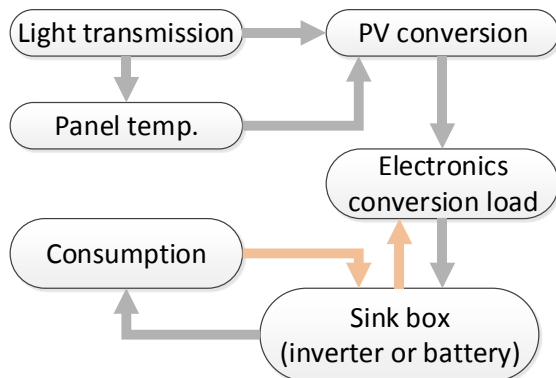 Light transmission
PV conversion
Panel temp.
Electronics
conversion load
Consumption
Sink box
(inverter or battery)